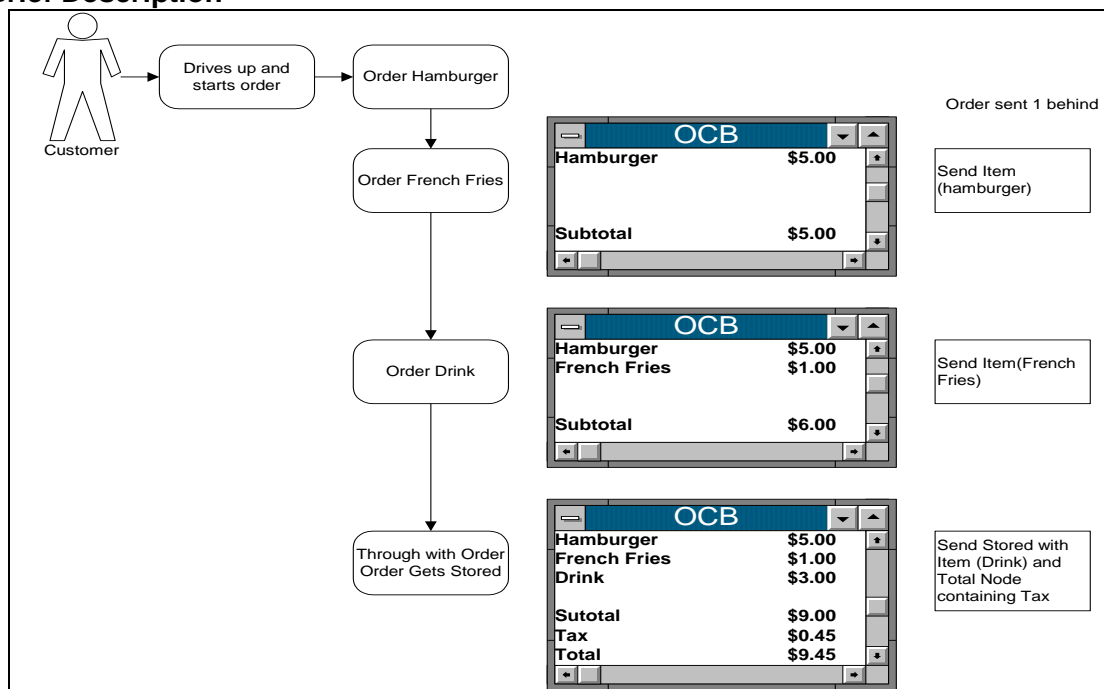 Drives up and
starts order
Order Hamburger
Order sent 1 behind
Customer
OCB
Hamburger $5.00
Subtotal $5.00
Send Item
(hamburger)
Order French Fries
OCB
Hamburger $5.00
French Fries $1.00
Subtotal $6.00
Send Item(French
Fries)
Order Drink
OCB
Hamburger $5.00
French Fries $1.00
Drink $3.00
Sutotal $9.00
Tax $0.45
Total $9.45
Send Stored with
Item (Drink) and
Total Node
containing Tax
Through with Order
Order Gets Stored